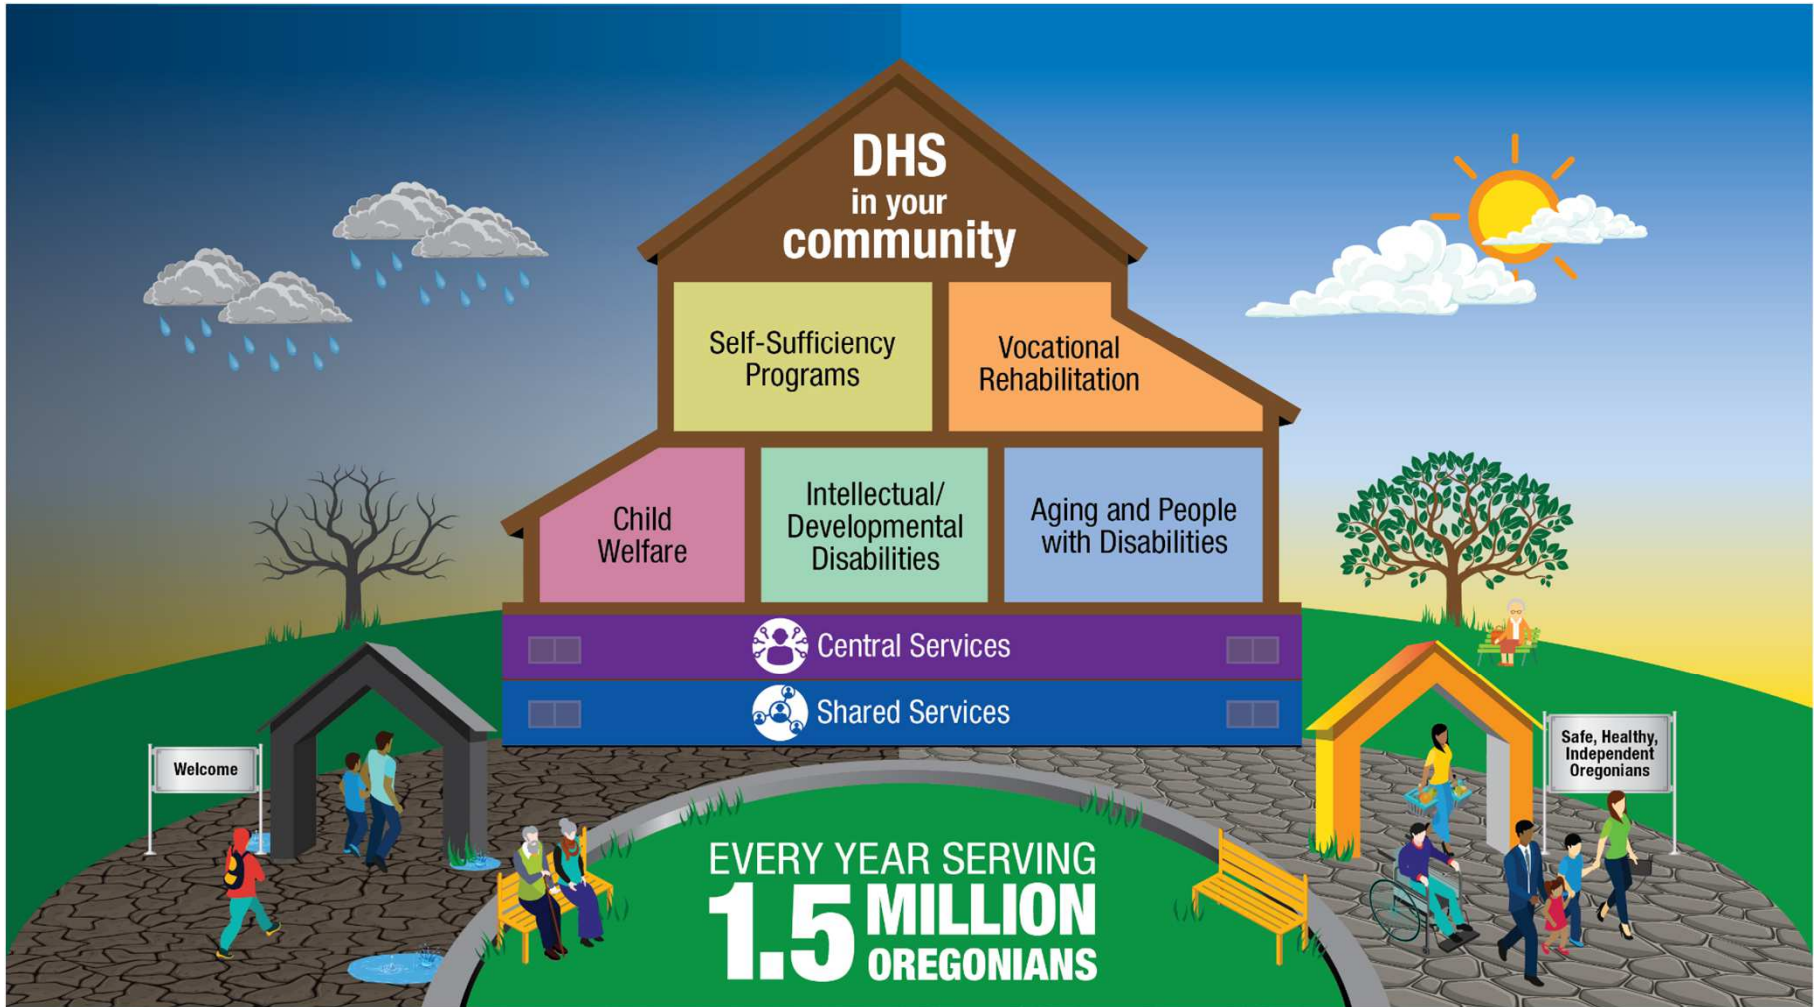 DHS
in your
community
Self-Sufficiency
Programs
Vocational
Rehabilitation
Child
Welfare
Intellectual/
Developmental
Disabilities
Aging and People
with Disabilities
Central Services
Shared Services
Welcome
Safe, Healthy,
Independent
Oregonians
EVERY YEAR SERVING
1.5 MILLION
OREGONIANS